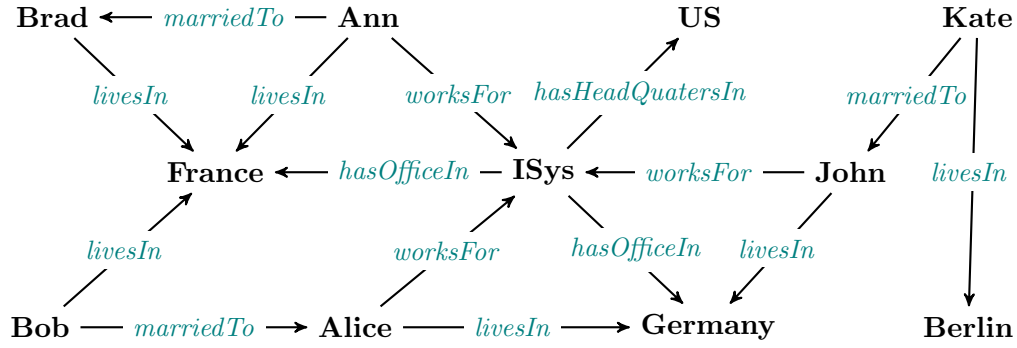 Brad marriedTo Ann US Kate
livesIn livesIn worksFor hasHeadQuatersIn marriedTo
France hasOfficeIn ISys worksFor John livesIn
livesIn worksFor hasOfficeIn livesIn
Bob marriedTo Alice livesIn Germany Berlin